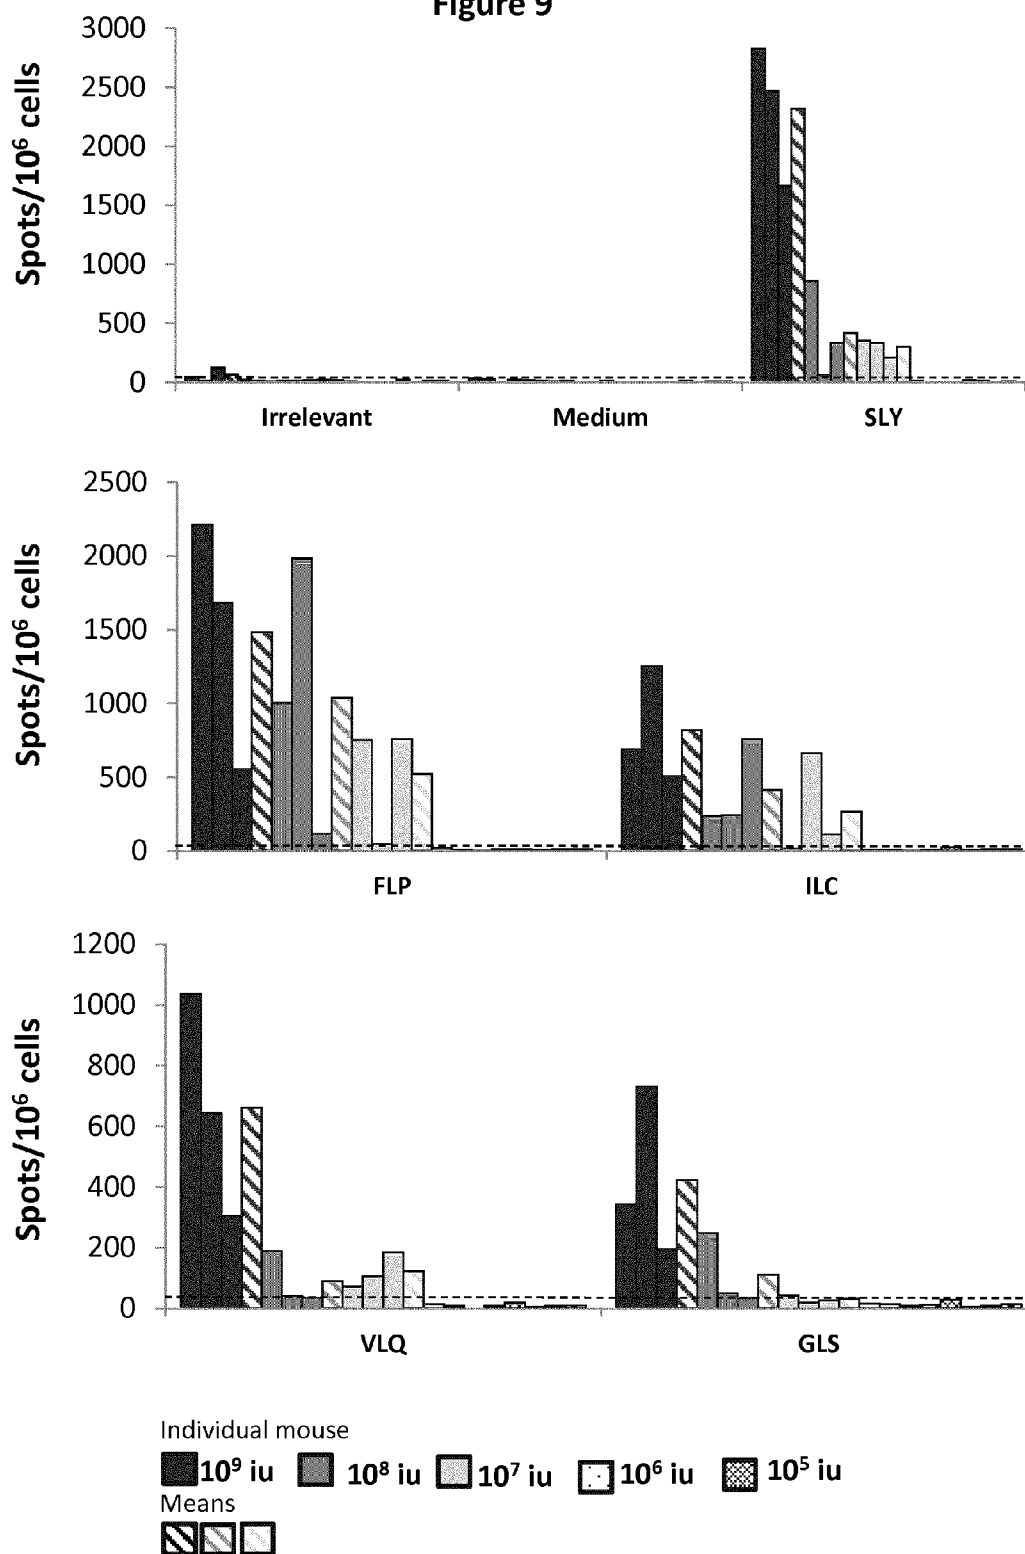 Figure 9
Spots/10⁶ cells
3000
2500
2000
1500
1000
500
0
Irrelevant Medium SLY
Spots/10⁶ cells
2500
2000
1500
1000
500
0
FLP ILC
Spots/10⁶ cells
1200
1000
800
600
400
200
0
VLQ GLS
Individual mouse
10⁹ iu 10⁸ iu 10⁷ iu 10⁶ iu 10⁵ iu
Means